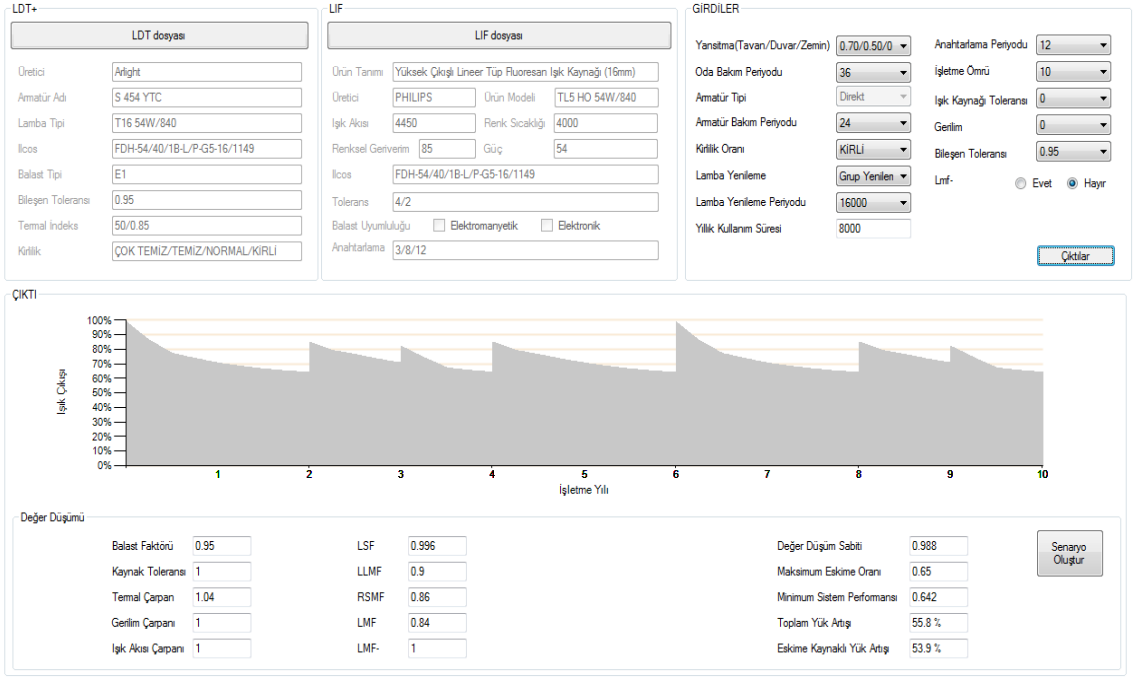 LDT+
LDT dosyası
Üretici Arlight
Armatür Adı S 454 YTC
Lamba Tipi T16 54W/840
Ilcos FDH-54/40/1B-L/P-G5-16/1149
Balast Tipi E1
Bileşen Toleransı 0.95
Termal Indeks 50/0.85
Kirlilik ÇOK TEMİZ/TEMİZ/NORMAL/KİRLİ
LIF
LIF dosyası
Ürün Tanımı Yüksek Çıkışlı Lineer Tüp Fluoresan Işık Kaynağı (16mm)
Üretici PHILIPS Ürün Modeli TL5 HO 54W/840
Işık Akısı 4450 Renk Sıcaklığı 4000
Renksel Geriverim 85 Güç 54
Ilcos FDH-54/40/1B-L/P-G5-16/1149
Tolerans 4/2
Balast Uyumluluğu Elektromanyetik Elektronik
Anahtarlama 3/8/12
GİRDİLER
Yansıtma(Tavan/Duvar/Zemin) 0.70/0.50/0
Oda Bakım Periyodu 36
Armatür Tipi Direkt
Armatür Bakım Periyodu 24
Kirlilik Oranı KİRLİ
Lamba Yenileme Grup Yenilen
Lamba Yenileme Periyodu 16000
Yıllık Kullanım Süresi 8000
Anahtarlama Periyodu 12
İşletme Ömrü 10
Işık Kaynağı Toleransı 0
Gerilim 0
Bileşen Toleransı 0.95
Lmf- Evet Hayır
Çıktılar
ÇIKTI
Işık Çıkışı
100%
90%
80%
70%
60%
50%
40%
30%
20%
10%
0%
1 2 3 4 5 6 7 8 9 10
İşletme Yılı
Değer Düşümü
Balast Faktörü 0.95
Kaynak Toleransı 1
Termal Çarpan 1.04
Gerilim Çarpanı 1
Işık Akısı Çarpanı 1
LSF 0.996
LLMF 0.9
RSMF 0.86
LMF 0.84
LMF- 1
Değer Düşüm Sabiti 0.988
Maksimum Eskime Oranı 0.65
Minimum Sistem Performansı 0.642
Toplam Yük Artışı 55.8 %
Eskime Kaynaklı Yük Artışı 53.9 %
Senaryo
Oluştur